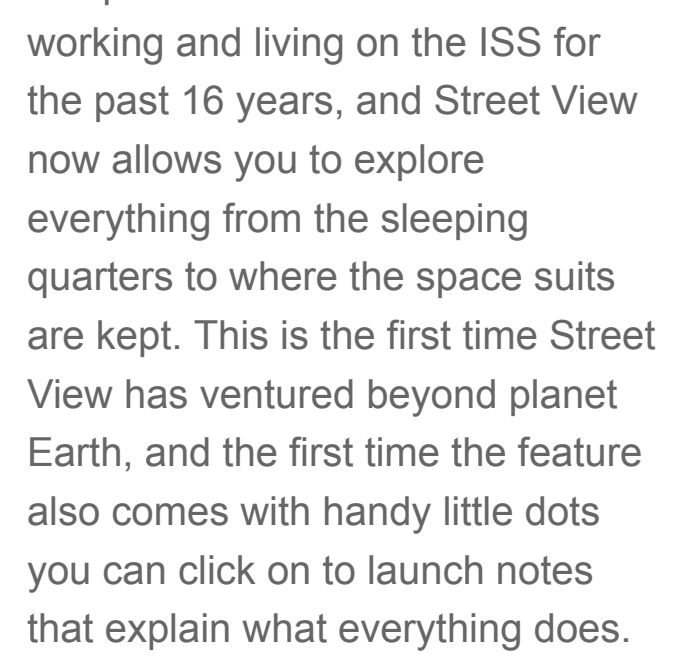 working and living on the ISS for
the past 16 years, and Street View
now allows you to explore
everything from the sleeping
quarters to where the space suits
are kept. This is the first time Street
View has ventured beyond planet
Earth, and the first time the feature
also comes with handy little dots
you can click on to launch notes
that explain what everything does.